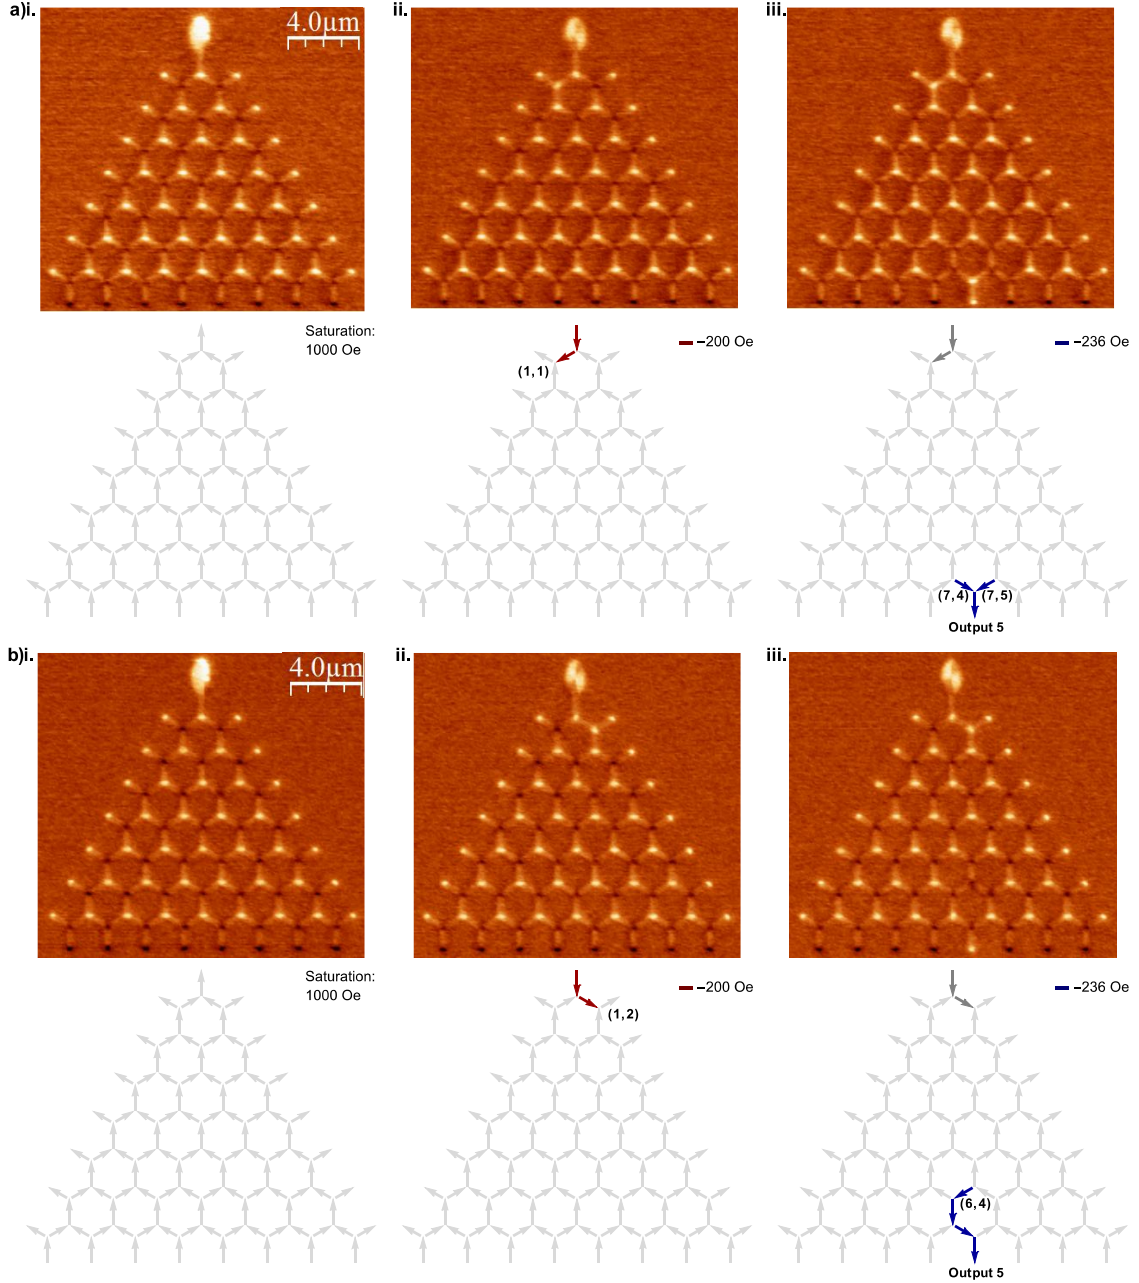 a)i.
4.0µm
ii.
iii.
Saturation:
1000 Oe
(1,1)
−200 Oe
−236 Oe
(7,4)
(7,5)
Output 5
b)i.
4.0µm
ii.
iii.
Saturation:
1000 Oe
(1,2)
−200 Oe
−236 Oe
(6,4)
Output 5